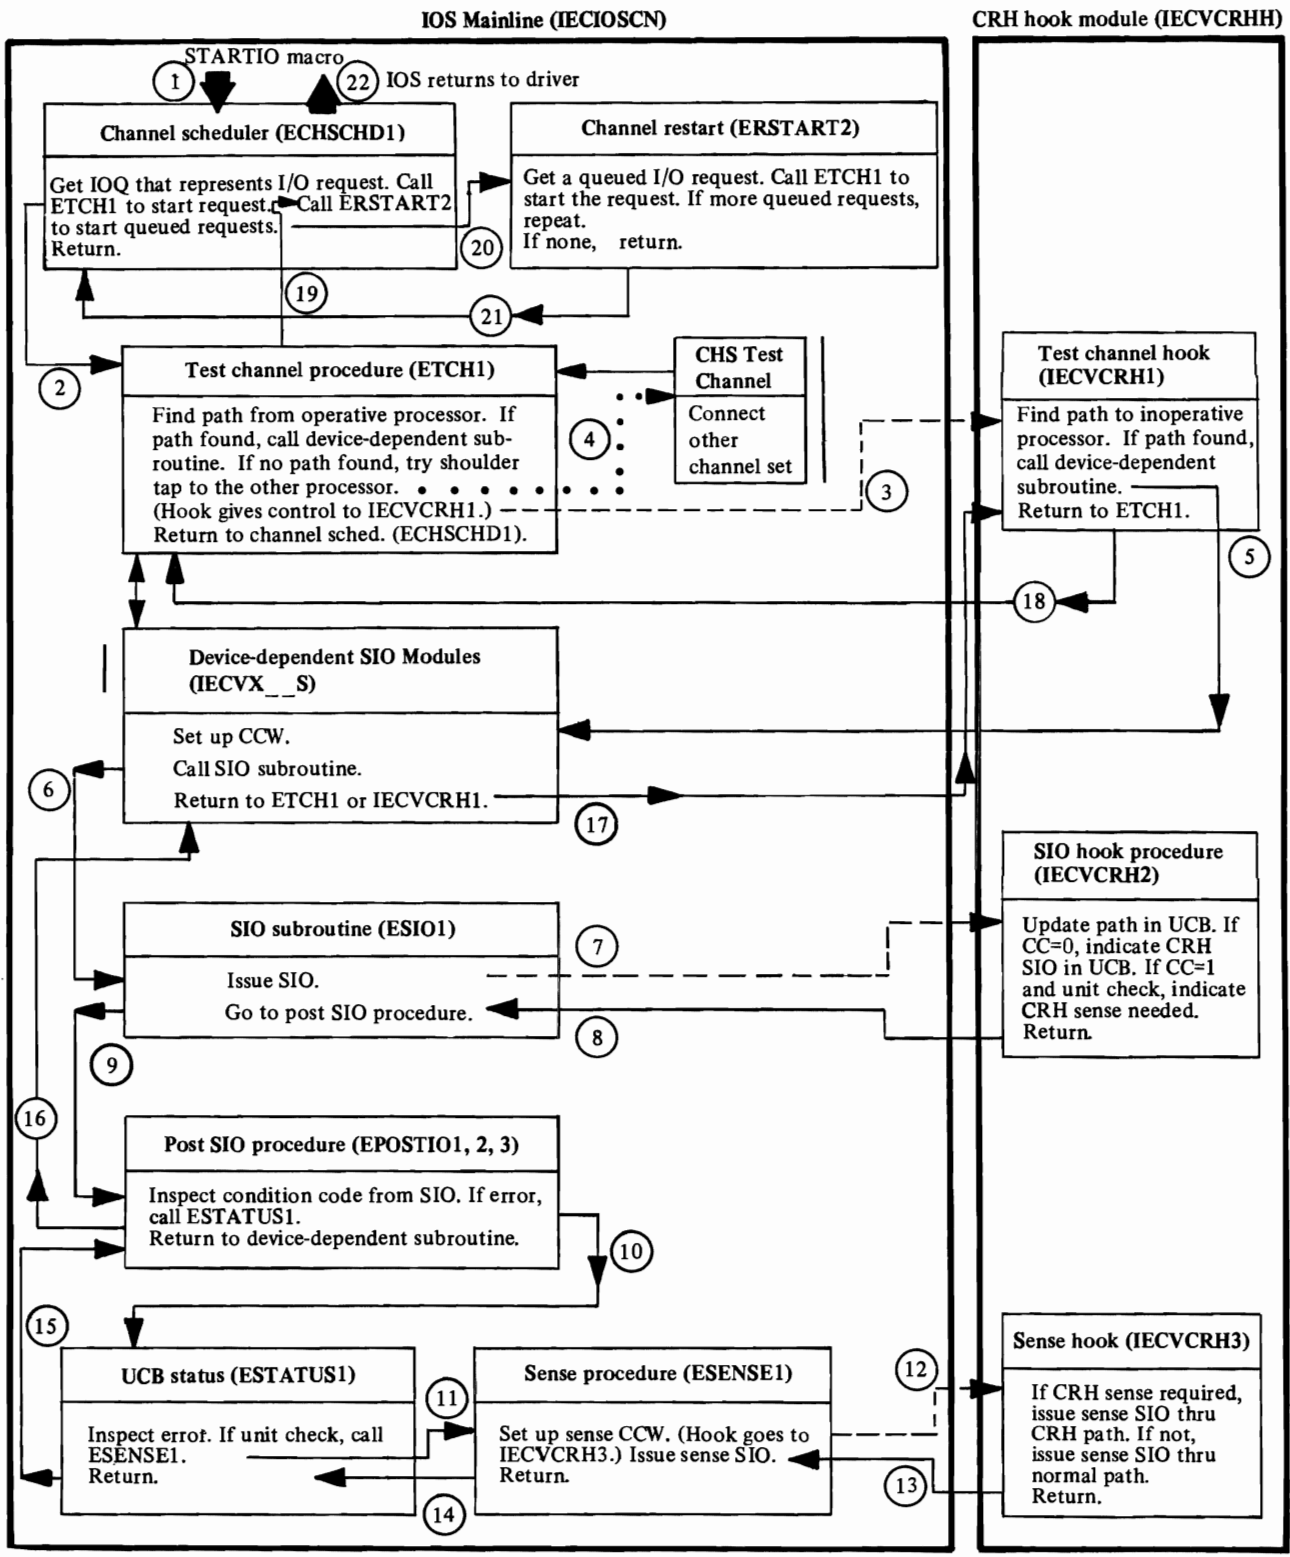 IOS Mainline (IECIOSCN)
CRH hook module (IECVCRHH)
STARTIO macro
1
22
IOS returns to driver
Channel scheduler (ECHSCHD1)
Get IOQ that represents I/O request. Call
ETCH1 to start request. Call ERSTART2
to start queued requests.
Return.
Channel restart (ERSTART2)
Get a queued I/O request. Call ETCH1 to
start the request. If more queued requests,
repeat.
If none, return.
20
19
21
2
Test channel procedure (ETCH1)
Find path from operative processor. If
path found, call device-dependent sub-
routine. If no path found, try shoulder
tap to the other processor.
(Hook gives control to IECVCRH1.)
Return to channel sched. (ECHSCHD1).
4
CHS Test
Channel
Connect
other
channel set
3
Test channel hook
(IECVCRH1)
Find path to inoperative
processor. If path found,
call device-dependent
subroutine.
Return to ETCH1.
5
18
Device-dependent SIO Modules
(IECVX_ _S)
Set up CCW.
Call SIO subroutine.
Return to ETCH1 or IECVCRH1.
6
17
SIO hook procedure
(IECVCRH2)
Update path in UCB. If
CC=0, indicate CRH
SIO in UCB. If CC=1
and unit check, indicate
CRH sense needed.
Return.
SIO subroutine (ESIO1)
Issue SIO.
Go to post SIO procedure.
7
8
9
16
Post SIO procedure (EPOSTIO1, 2, 3)
Inspect condition code from SIO. If error,
call ESTATUS1.
Return to device-dependent subroutine.
10
15
UCB status (ESTATUS1)
Inspect error. If unit check, call
ESENSE1.
Return.
11
14
Sense procedure (ESENSE1)
Set up sense CCW. (Hook goes to
IECVCRH3.) Issue sense SIO.
Return.
12
13
Sense hook (IECVCRH3)
If CRH sense required,
issue sense SIO thru
CRH path. If not,
issue sense SIO thru
normal path.
Return.